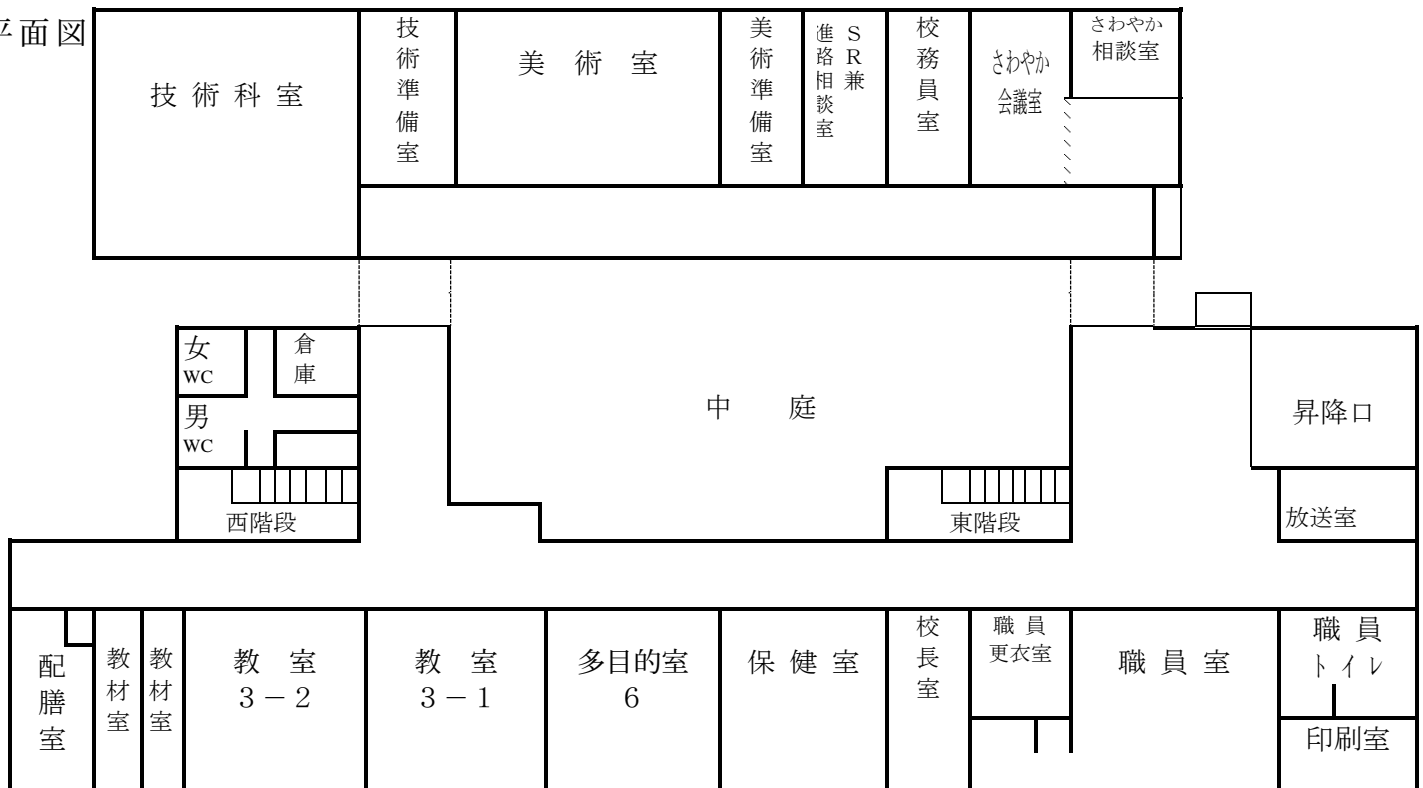 平面図
技術科室
技術準備室
美術室
美術準備室
SR兼
進路相談室
校務員室
さわやか
会議室
さわやか
相談室
女
WC
倉庫
男
WC
中庭
昇降口
西階段
東階段
放送室
配膳室
教材室
教材室
教室
3-2
教室
3-1
多目的室
6
保健室
校長室
職員
更衣室
職員室
職員
トイレ
印刷室